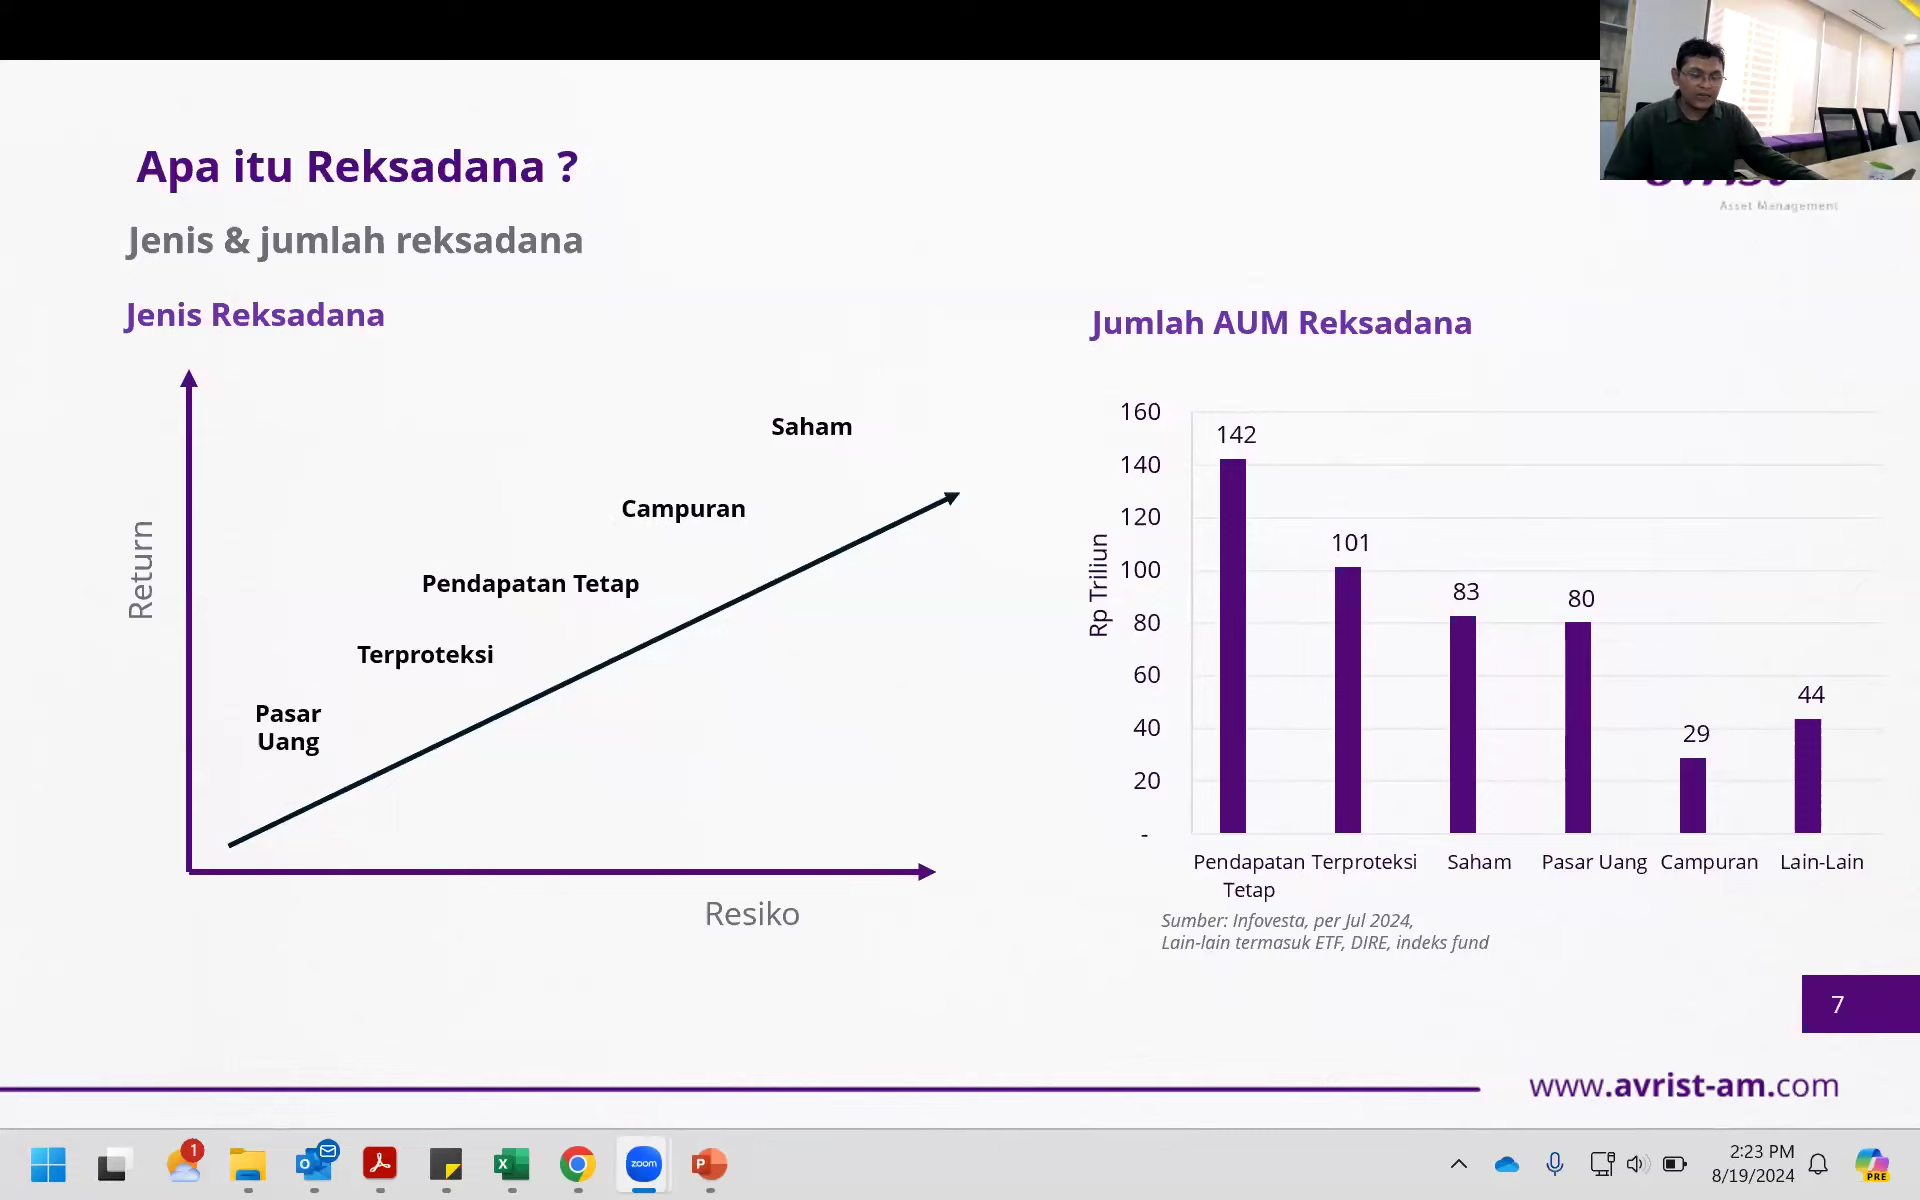 Apa itu Reksadana ?
Jenis & jumlah reksadana
Asset Management
Jenis Reksadana
Return
Saham
Campuran
Pendapatan Tetap
Terproteksi
Pasar
Uang
Resiko
Jumlah AUM Reksadana
Rp Triliun
160
140
120
100
80
60
40
20
-
142
101
83
80
29
44
Pendapatan Terproteksi Saham Pasar Uang Campuran Lain-Lain
Tetap
Sumber: Infovesta, per Jul 2024,
Lain-lain termasuk ETF, DIRE, indeks fund
7
www.avrist-am.com
1
zoom
2:23 PM
8/19/2024
PRE